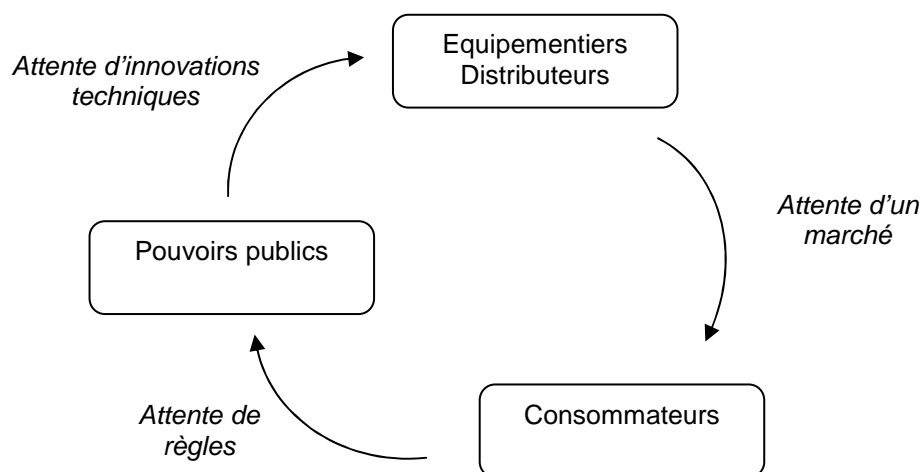 Equipementiers
Distributeurs
Attente d'innovations
techniques
Attente d'un
marché
Pouvoirs publics
Attente de
règles
Consommateurs